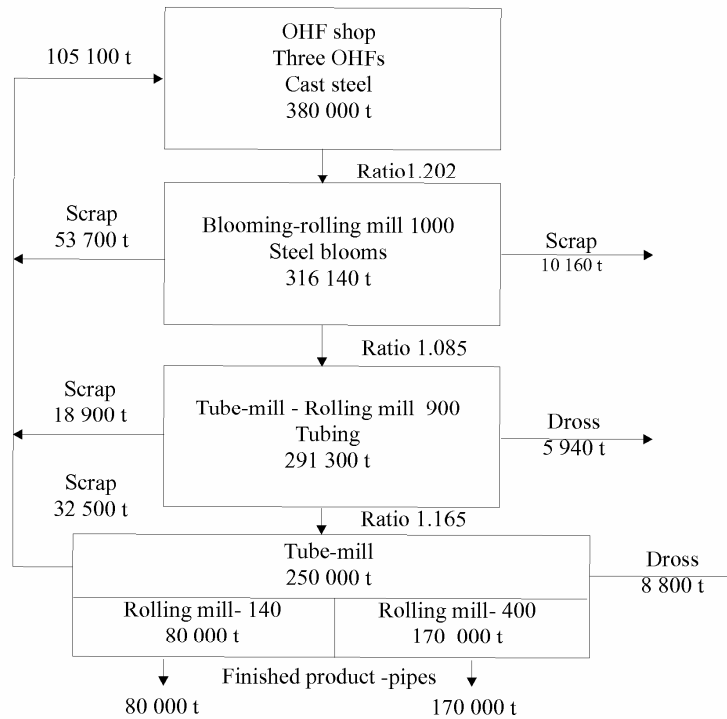 OHF shop
Three OHFs
Cast steel
380 000 t
105 100 t
Ratio1.202
Scrap
53 700 t
Blooming-rolling mill 1000
Steel blooms
316 140 t
Scrap
10 160 t
Ratio 1.085
Scrap
18 900 t
Tube-mill - Rolling mill 900
Tubing
291 300 t
Dross
5 940 t
Scrap
32 500 t
Ratio 1.165
Tube-mill
250 000 t
Dross
8 800 t
Rolling mill- 140
80 000 t
Rolling mill- 400
170 000 t
Finished product -pipes
80 000 t
170 000 t